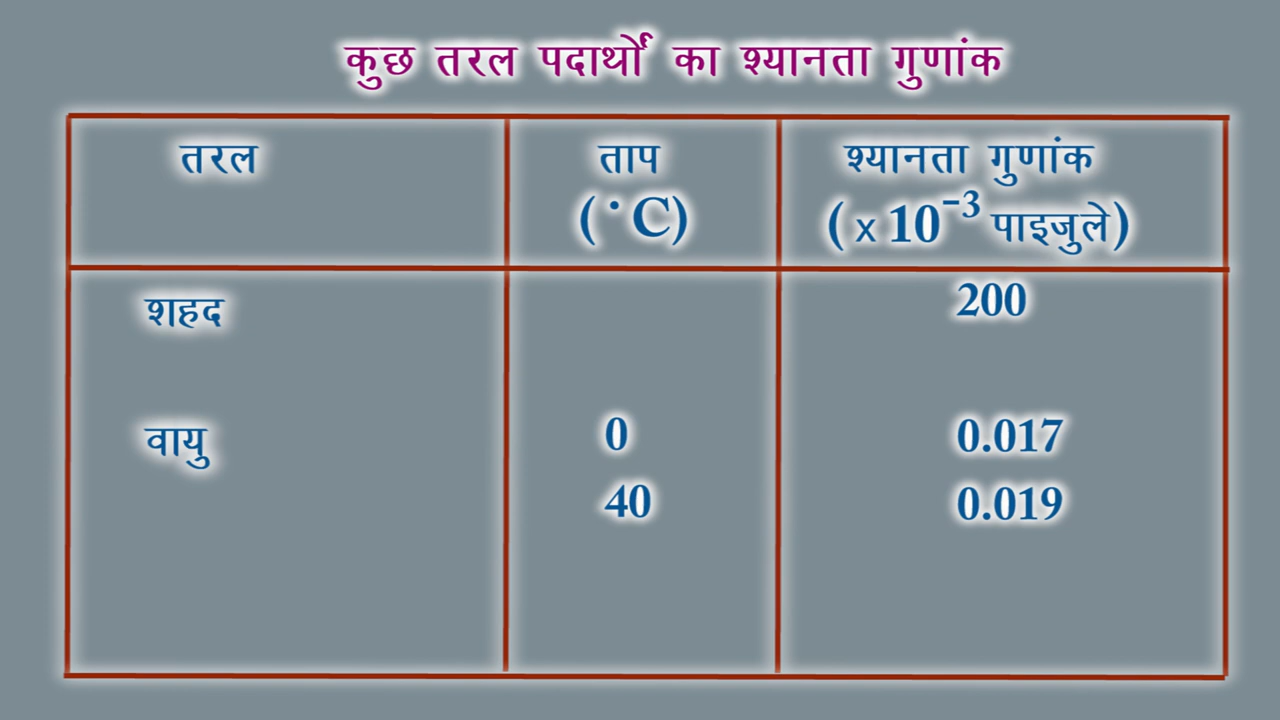 कुछ तरल पदार्थों का श्यानता गुणांक
तरल ताप श्यानता गुणांक
(˙C) (x 10⁻³ पाइजुले)
शहद 200
वायु 0 0.017
40 0.019